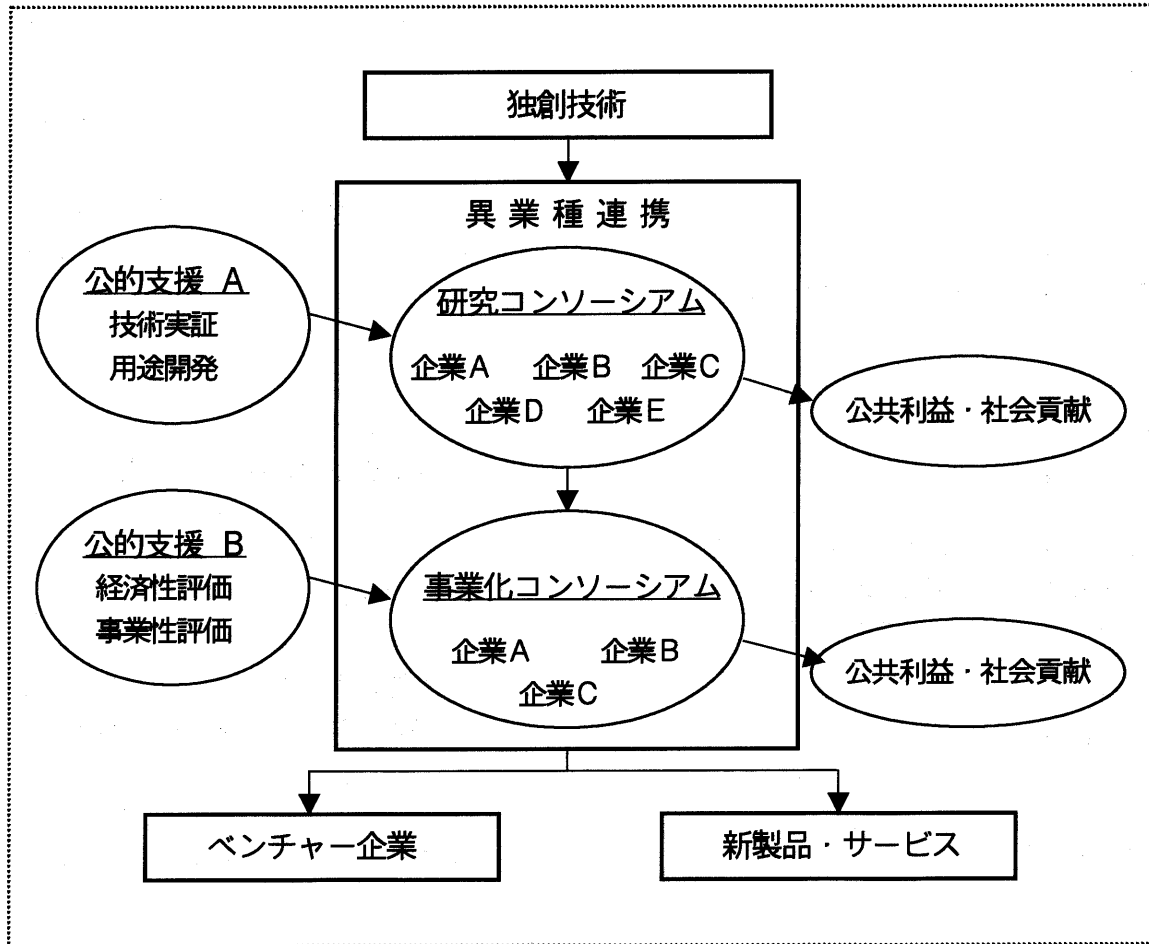 独創技術
異業種連携
公的支援 A
技術実証
用途開発
研究コンソーシアム
企業A 企業B 企業C
企業D 企業E
公共利益・社会貢献
公的支援 B
経済性評価
事業性評価
事業化コンソーシアム
企業A 企業B
企業C
公共利益・社会貢献
ベンチャー企業
新製品・サービス